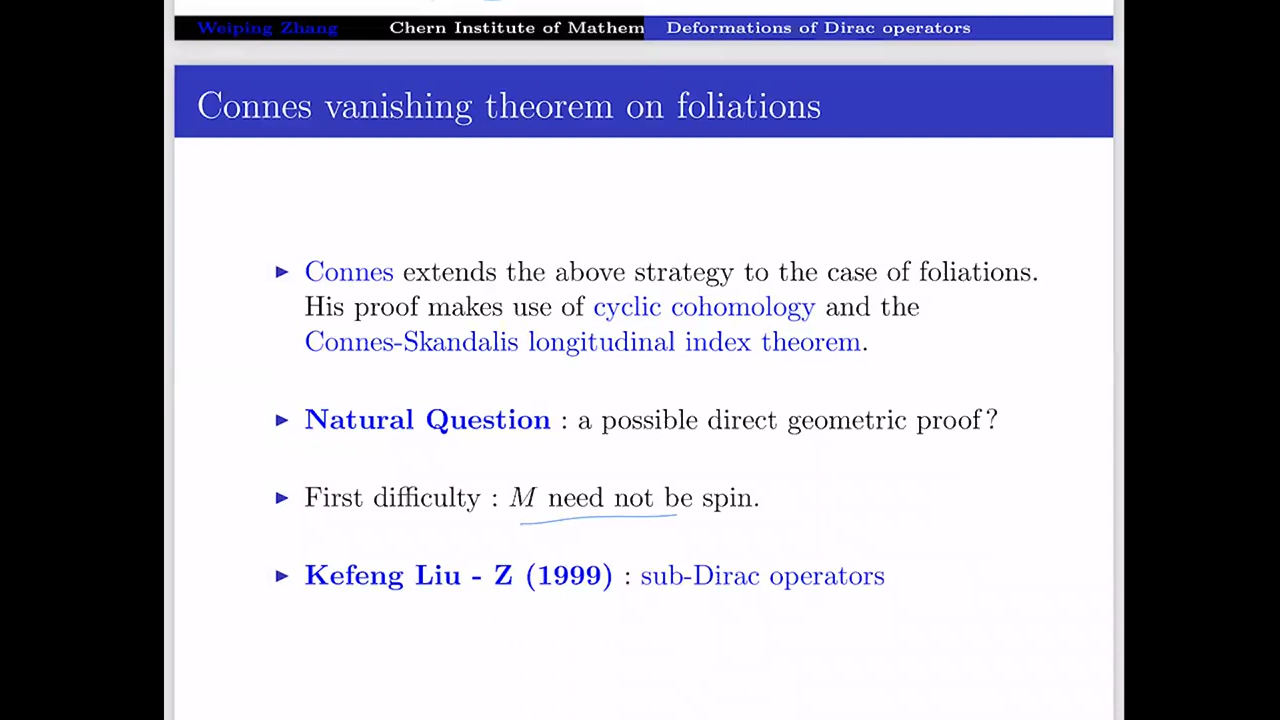 Weiping Zhang Chern Institute of Mathem Deformations of Dirac operators
Connes vanishing theorem on foliations
▶ Connes extends the above strategy to the case of foliations.
His proof makes use of cyclic cohomology and the
Connes-Skandalis longitudinal index theorem.
▶ Natural Question : a possible direct geometric proof ?
▶ First difficulty : M need not be spin.
▶ Kefeng Liu - Z (1999) : sub-Dirac operators